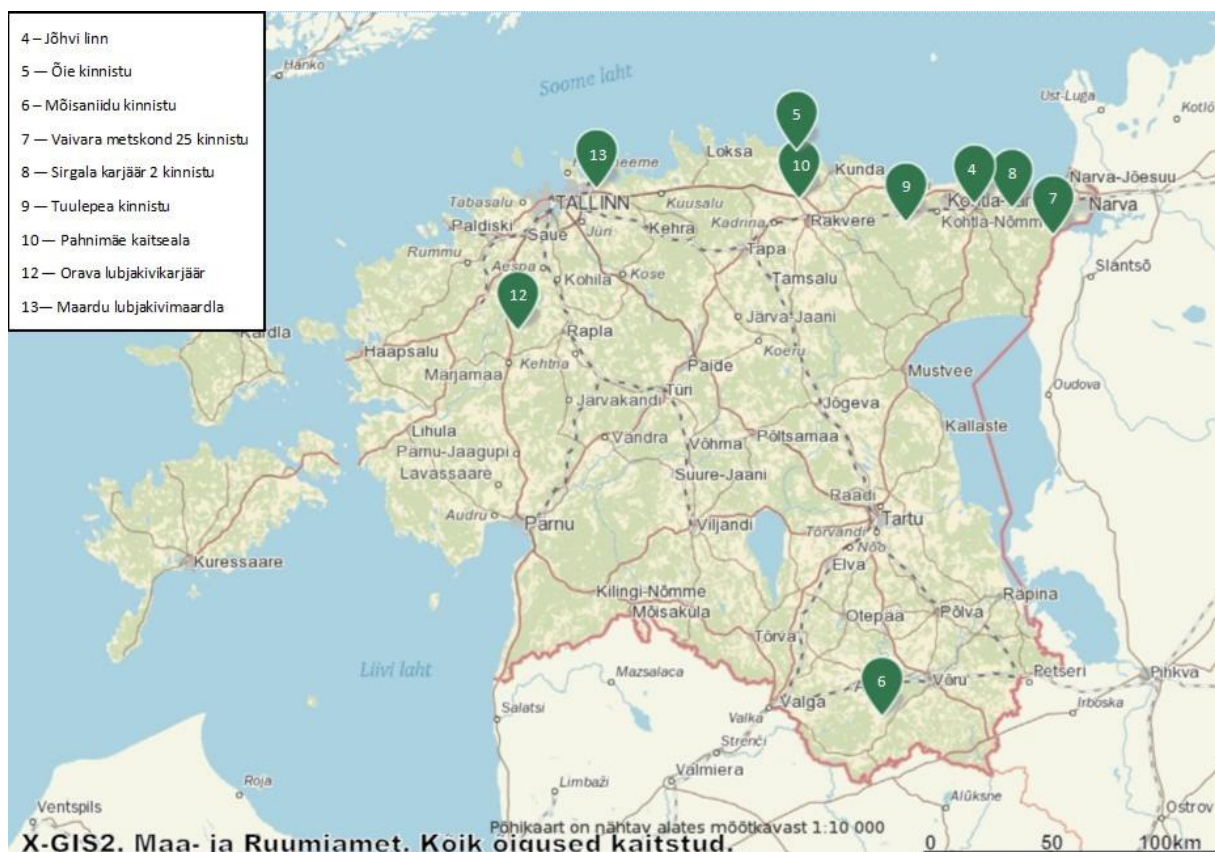 4 – Jõhvi linn
5 — Õie kinnistu
6 – Mõisaniidu kinnistu
7 — Vaivara metskond 25 kinnistu
8 — Sirgala karjäär 2 kinnistu
9 — Tuulepea kinnistu
10 — Pahnimäe kaitseala
12 — Orava lubjakivikarjäär
13— Maardu lubjakivimaardla
Hanko
Soome laht
Ust-Luga
Kotlõ
5
13
Loksa
10
Kunda
4
8
9
7
Narva-Jõesuu
Narva
Tabasalu
TALLINN
Kuusalu
Paldiski
Saue
Jüri
Kehra
Kadrina
Rakvere
Kohtla-Nõmme
Rummu
Aespa
Kohila
Kose
Tapa
Tamsalu
Slantsõ
12
Järva-Jaani
Kärdla
Rapla
Haapsalu
Kehtna
Koeru
Marjamaa
Paide
Mustvee
Türi
Oudova
Järvakandi
Jõgeva
Lihula
Kallaste
Vändra
Võhma
Põltsamaa
Pärnu-Jaagupi
Lavassaare
Suure-Jaani
Raadi
Audru
Pärnu
Viljandi
Tartu
Tõrvandi
Nõo
Kuressaare
Elva
Kilingi-Nõmme
Räpina
Mõisaküla
Otepää
Põlva
Tõrva
Liivi laht
Mazsalaca
6
Võru
Petseri
Pihkva
Valga
Irboska
Salatsi
Valka
Strenči
Valmiera
Roja
Limbaži
Alūksne
Ventspils
Ostrov
Põhikaart on nähtav alates mõõtkavast 1:10 000
X-GIS2. Maa- ja Ruumiamet. Kõik õigused kaitstud.
0 50 100km